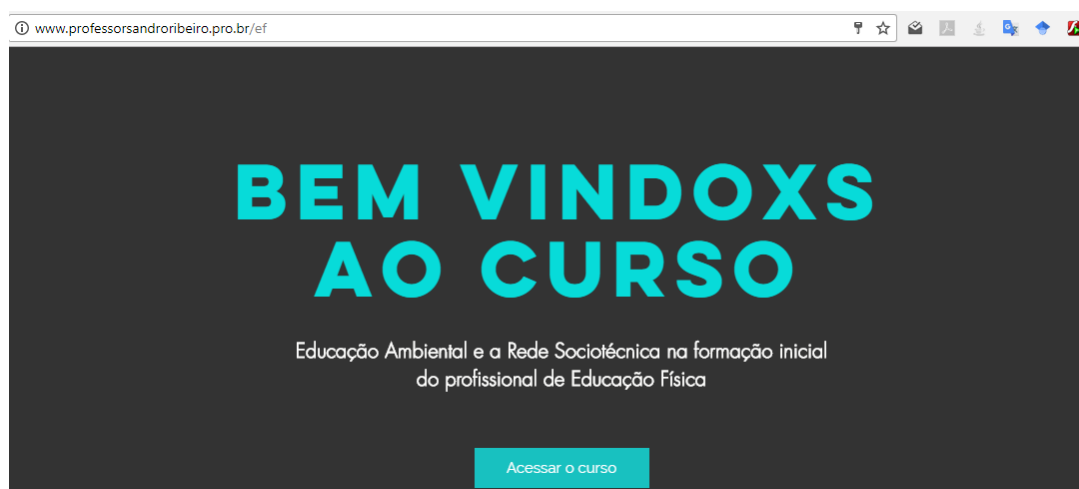 www.professorsandroribeiro.pro.br/ef
BEM VINDOXS
AO CURSO
Educação Ambiental e a Rede Sociotécnica na formação inicial
do profissional de Educação Física
Acessar o curso